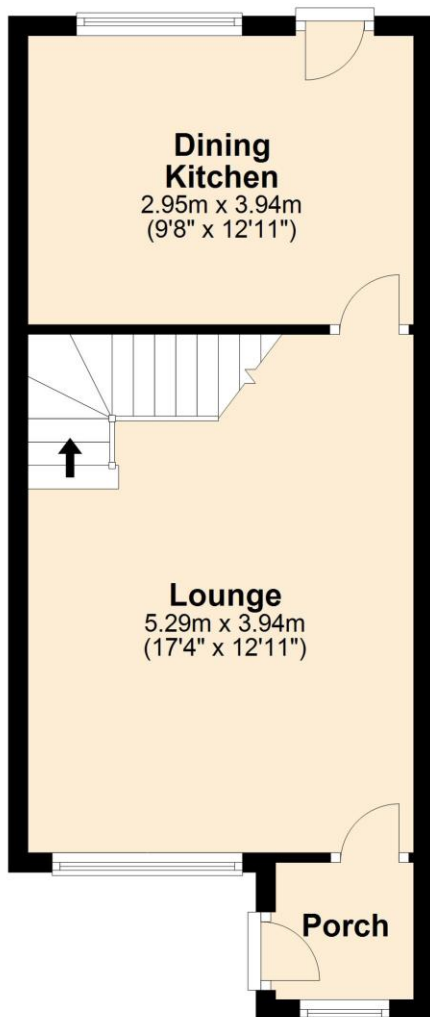 Dining
Kitchen
2.95m x 3.94m
(9'8" x 12'11")
Lounge
5.29m x 3.94m
(17'4" x 12'11")
Porch